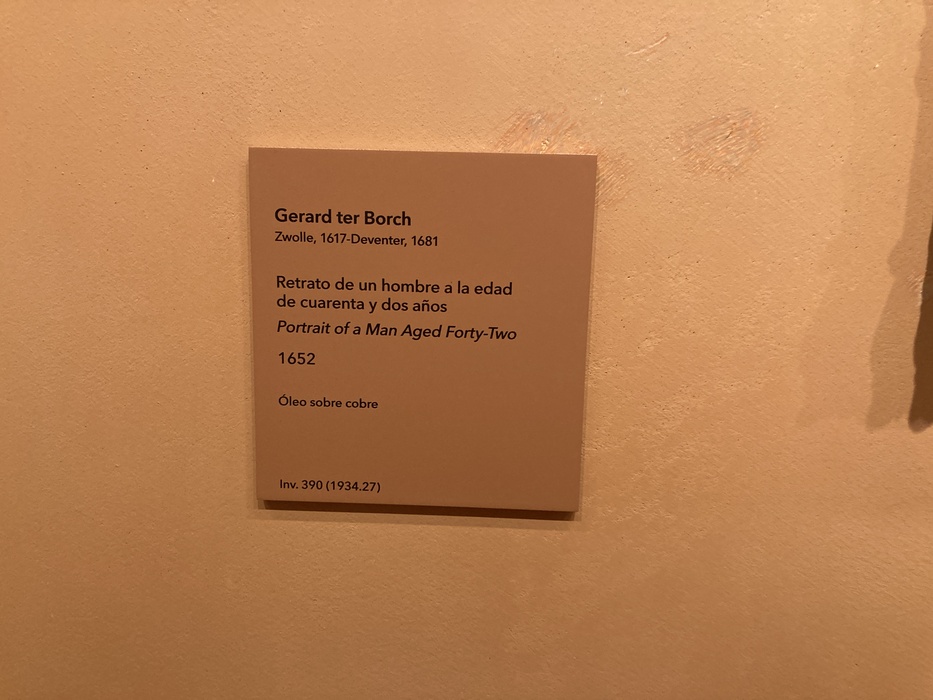 Gerard ter Borch
Zwolle, 1617-Deventer, 1681
Retrato de un hombre a la edad
de cuarenta y dos años
Portrait of a Man Aged Forty-Two
1652
Óleo sobre cobre
Inv. 390 (1934.27)